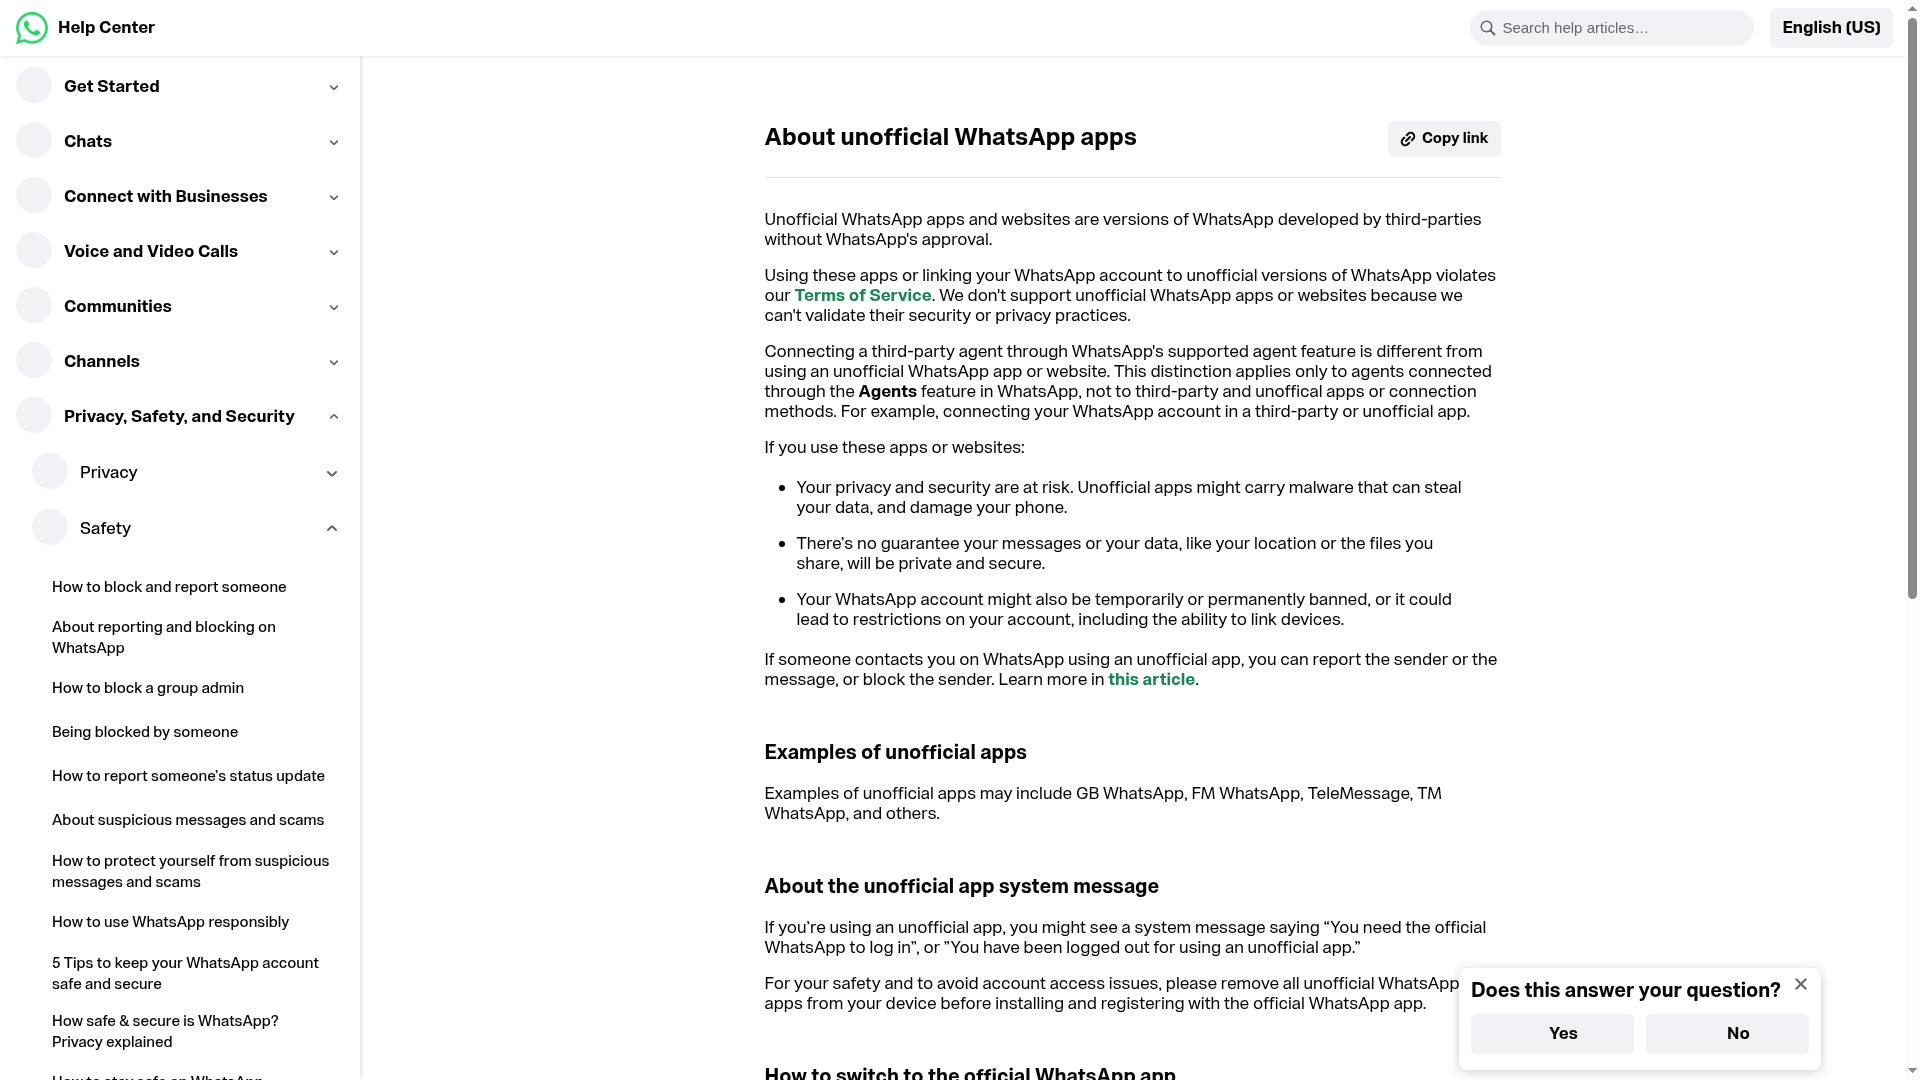 Help Center
Search help articles…
English (US)
Get Started
Chats
Connect with Businesses
Voice and Video Calls
Communities
Channels
Privacy, Safety, and Security
Privacy
Safety
How to block and report someone
About reporting and blocking on
WhatsApp
How to block a group admin
Being blocked by someone
How to report someone's status update
About suspicious messages and scams
How to protect yourself from suspicious
messages and scams
How to use WhatsApp responsibly
5 Tips to keep your WhatsApp account
safe and secure
How safe & secure is WhatsApp?
Privacy explained
How to stay safe on WhatsApp
About unofficial WhatsApp apps
Copy link
Unofficial WhatsApp apps and websites are versions of WhatsApp developed by third-parties
without WhatsApp's approval.
Using these apps or linking your WhatsApp account to unofficial versions of WhatsApp violates
our Terms of Service. We don't support unofficial WhatsApp apps or websites because we
can't validate their security or privacy practices.
Connecting a third-party agent through WhatsApp's supported agent feature is different from
using an unofficial WhatsApp app or website. This distinction applies only to agents connected
through the Agents feature in WhatsApp, not to third-party and unoffical apps or connection
methods. For example, connecting your WhatsApp account in a third-party or unofficial app.
If you use these apps or websites:
• Your privacy and security are at risk. Unofficial apps might carry malware that can steal
your data, and damage your phone.
• There's no guarantee your messages or your data, like your location or the files you
share, will be private and secure.
• Your WhatsApp account might also be temporarily or permanently banned, or it could
lead to restrictions on your account, including the ability to link devices.
If someone contacts you on WhatsApp using an unofficial app, you can report the sender or the
message, or block the sender. Learn more in this article.
Examples of unofficial apps
Examples of unofficial apps may include GB WhatsApp, FM WhatsApp, TeleMessage, TM
WhatsApp, and others.
About the unofficial app system message
If you're using an unofficial app, you might see a system message saying “You need the official
WhatsApp to log in”, or ”You have been logged out for using an unofficial app.”
For your safety and to avoid account access issues, please remove all unofficial WhatsApp
apps from your device before installing and registering with the official WhatsApp app.
How to switch to the official WhatsApp app
Does this answer your question?
Yes
No